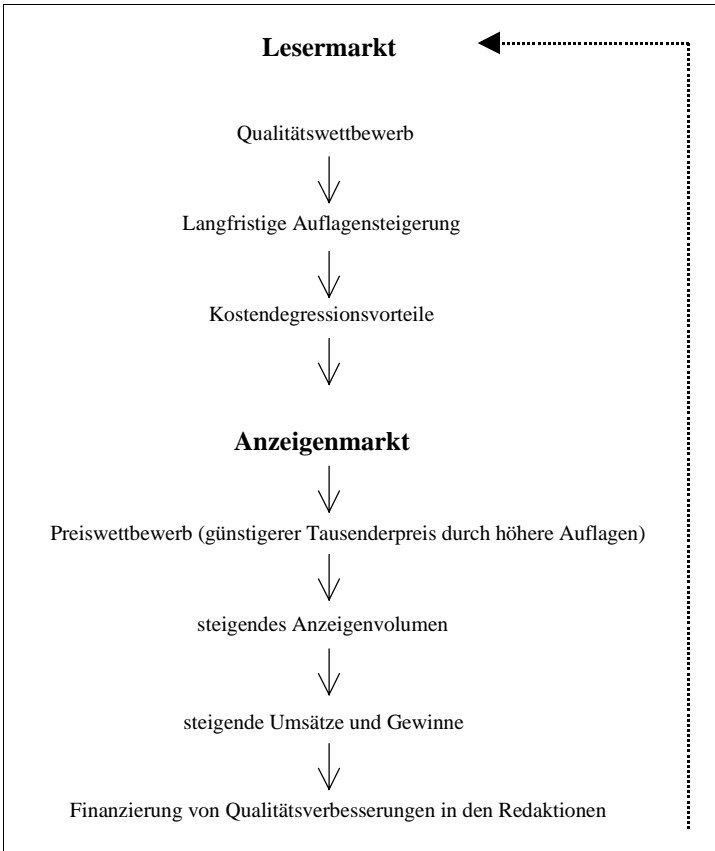 Lesermarkt
Qualitätswettbewerb
Langfristige Auflagensteigerung
Kostendegressionsvorteile
Anzeigenmarkt
Preiswettbewerb (günstigerer Tausenderpreis durch höhere Auflagen)
steigendes Anzeigenvolumen
steigende Umsätze und Gewinne
Finanzierung von Qualitätsverbesserungen in den Redaktionen